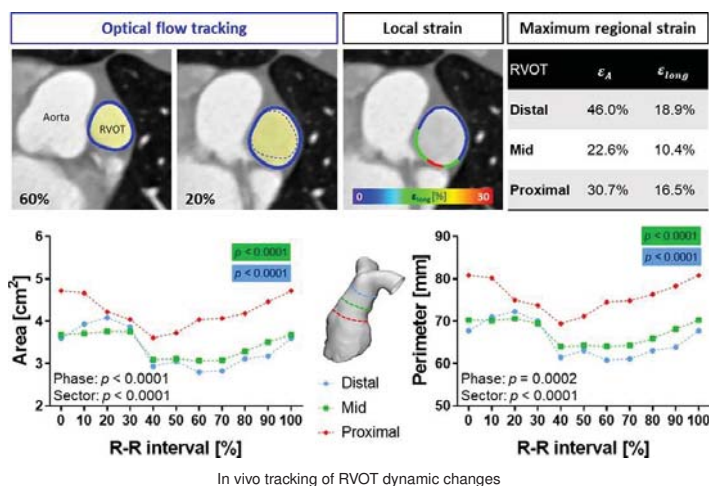 Optical flow tracking
Local strain
Maximum regional strain
Aorta
RVOT
60%
20%
0 ε_long [%] 30
RVOT ε_A ε_long
Distal 46.0% 18.9%
Mid 22.6% 10.4%
Proximal 30.7% 16.5%
Area [cm²]
6
5
4
3
2
p < 0.0001
p < 0.0001
Phase: p < 0.0001
Sector: p < 0.0001
0 10 20 30 40 50 60 70 80 90 100
R-R interval [%]
Distal
Mid
Proximal
Perimeter [mm]
90
80
70
60
50
p < 0.0001
p < 0.0001
Phase: p = 0.0002
Sector: p < 0.0001
0 10 20 30 40 50 60 70 80 90 100
R-R interval [%]
In vivo tracking of RVOT dynamic changes